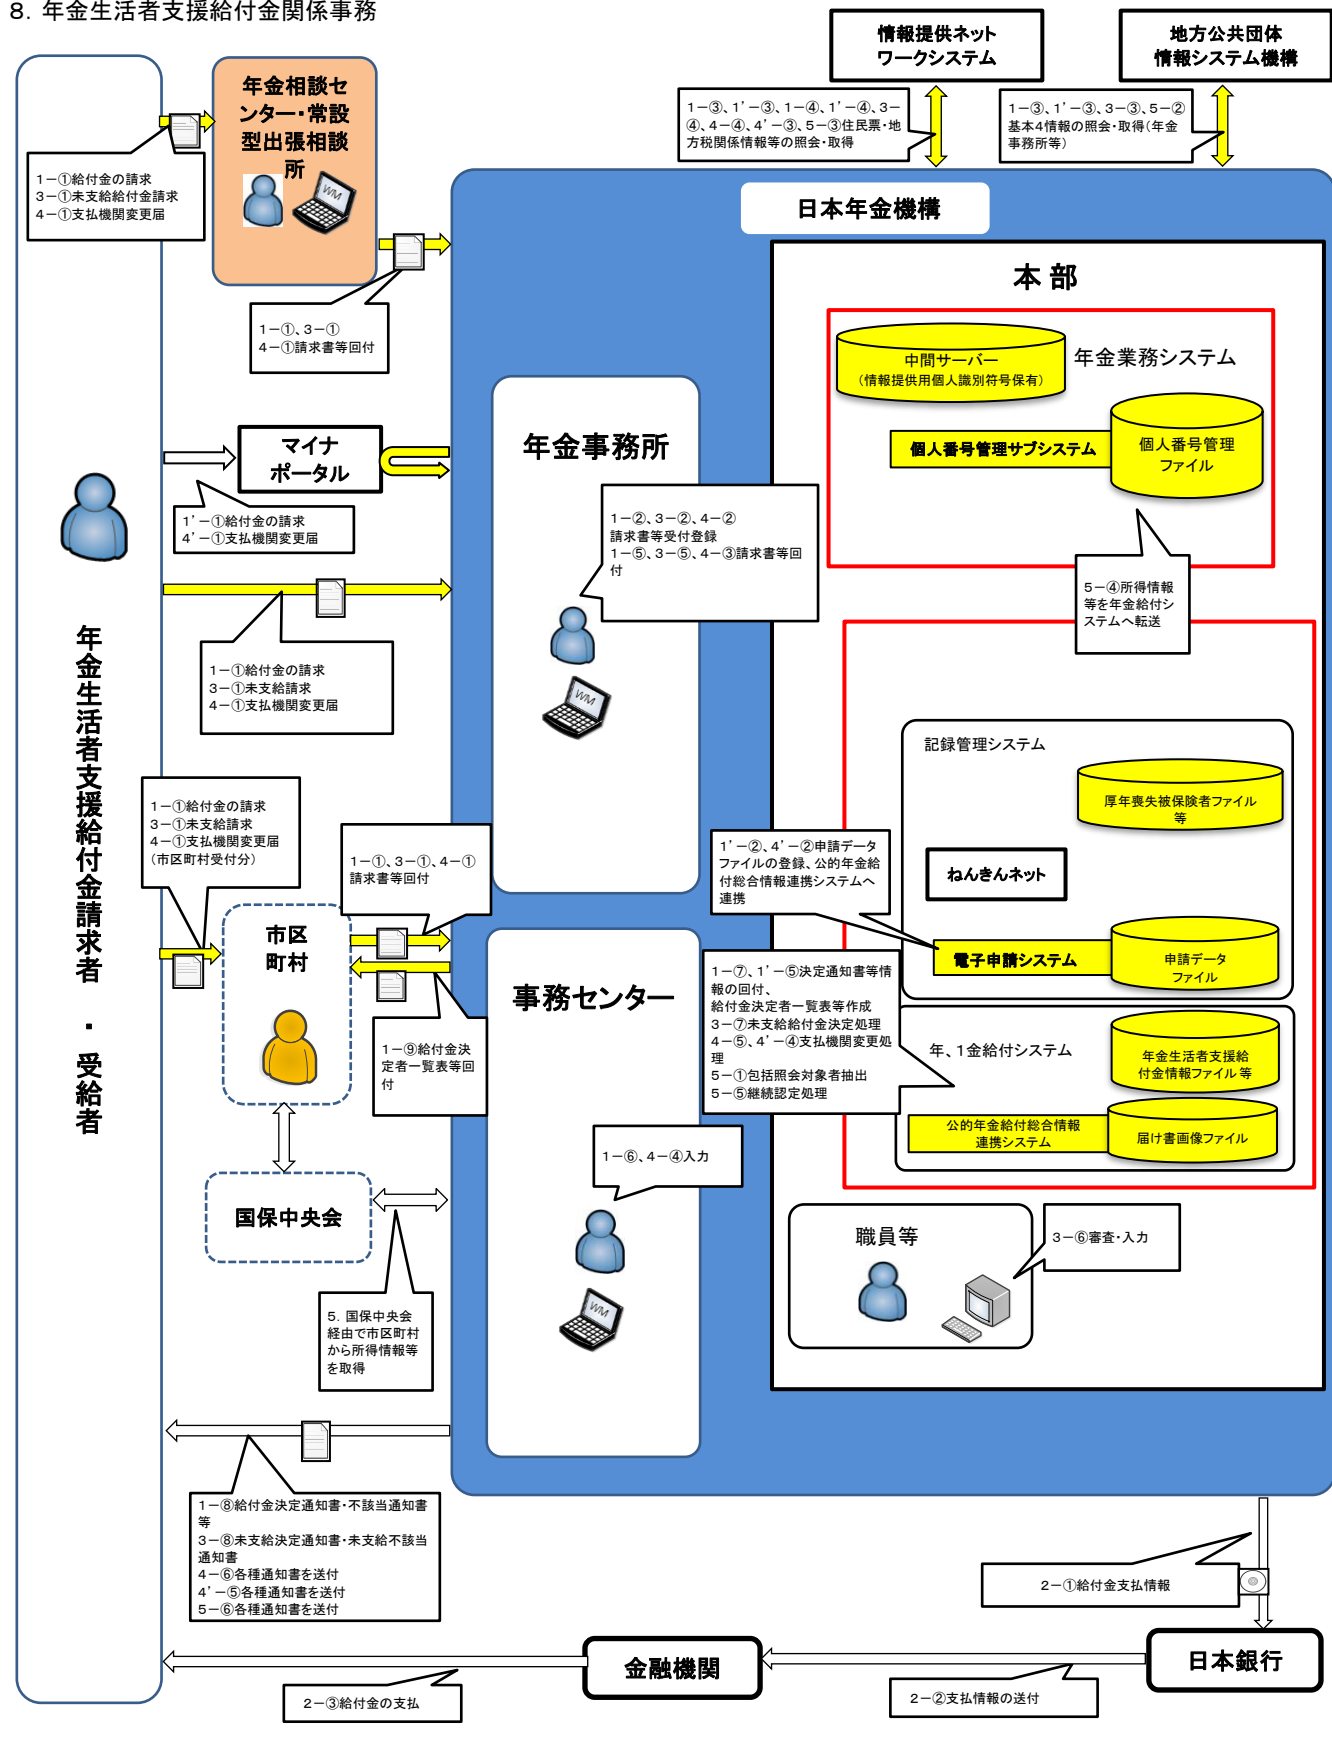 ８．年金生活者支援給付金関係事務
情報提供ネット
ワークシステム
地方公共団体
情報システム機構
年金相談セ
ンター・常設
型出張相談
所
1－③、1’－③、1－④、1’－④、3－
④、4－④、4’－③、5－③住民票・地
方税関係情報等の照会・取得
1－③、1’－③、3－③、5－②
基本4情報の照会・取得(年金
事務所等)
1－①給付金の請求
3－①未支給給付金請求
4－①支払機関変更届
WM
日本年金機構
本 部
1－①、3－①
4－①請求書等回付
中間サーバー
(情報提供用個人識別符号保有)
年金業務システム
個人番号管理サブシステム
個人番号管理
ファイル
マイナ
ポータル
年金事務所
1’－①給付金の請求
4’－①支払機関変更届
1－②、3－②、4－②
請求書等受付登録
1－⑤、3－⑤、4－③請求書等回
付
WM
5－④所得情報
等を年金給付シ
ステムへ転送
年金生活者支援給付金請求者 ・ 受給者
1－①給付金の請求
3－①未支給請求
4－①支払機関変更届
記録管理システム
厚年喪失被保険者ファイル
等
1－①給付金の請求
3－①未支給請求
4－①支払機関変更届
(市区町村受付分)
1－①、3－①、4－①
請求書等回付
1’－②、4’－②申請データ
ファイルの登録、公的年金給
付総合情報連携システムへ
連携
ねんきんネット
市区
町村
電子申請システム
申請データ
ファイル
事務センター
1－⑦、1’－⑤決定通知書等情
報の回付、
給付金決定者一覧表等作成
3－⑦未支給給付金決定処理
4－⑤、4’－④支払機関変更処
理
5－①包括照会対象者抽出
5－⑤継続認定処理
1－⑨給付金決
定者一覧表等回
付
年、1金給付システム
年金生活者支援給
付金情報ファイル 等
公的年金給付総合情報
連携システム
届け書画像ファイル
1－⑥、4－④入力
WM
国保中央会
職員等
3－⑥審査・入力
5．国保中央会
経由で市区町村
から所得情報等
を取得
1－⑧給付金決定通知書・不該当通知書
等
3－⑧未支給決定通知書・未支給不該当
通知書
4－⑥各種通知書を送付
4’－⑤各種通知書を送付
5－⑥各種通知書を送付
2－①給付金支払情報
金融機関
日本銀行
2－③給付金の支払
2－②支払情報の送付